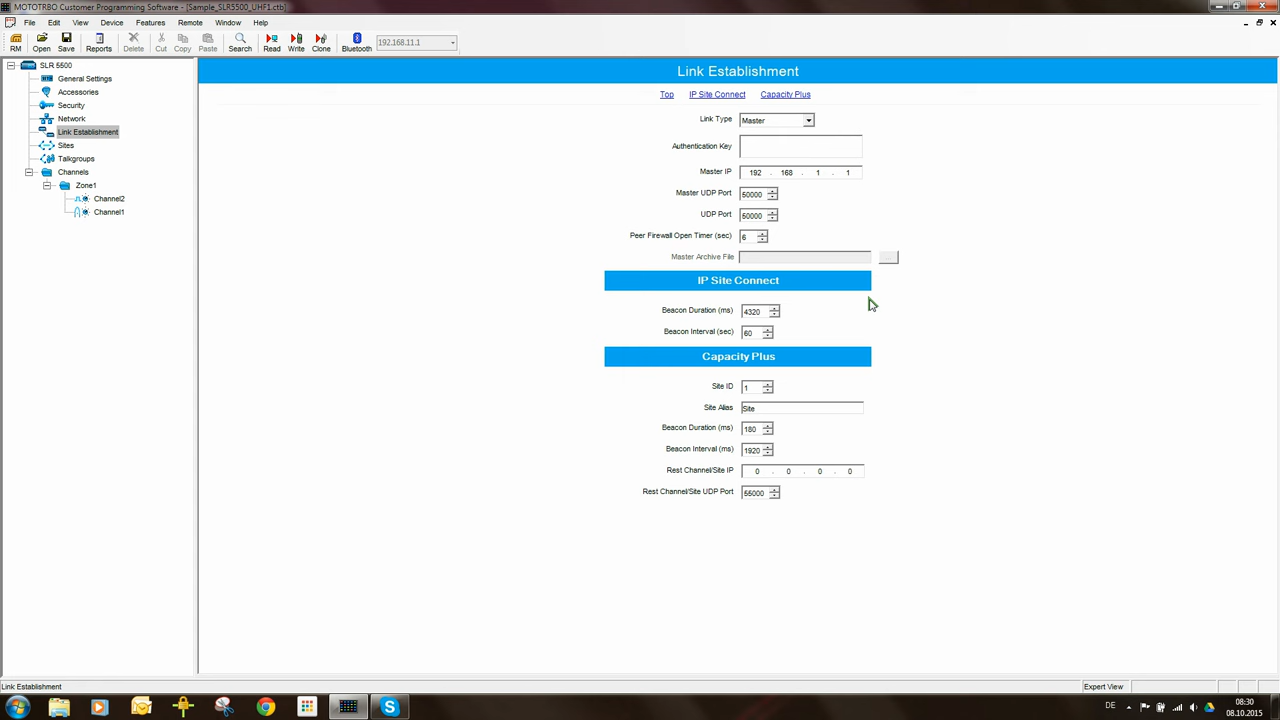 MOTOTRBO Customer Programming Software - [Sample_SLR5500_UHF1.ctb]
File Edit View Device Features Remote Window Help
RM Open Save Reports Delete Cut Copy Paste Search Read Write Clone Bluetooth 192.168.11.1
SLR 5500
General Settings
Accessories
Security
Network
Link Establishment
Sites
Talkgroups
Channels
Zone1
Channel2
Channel1
Link Establishment
Top IP Site Connect Capacity Plus
Link Type Master
Authentication Key
Master IP 192 . 168 . 1 . 1
Master UDP Port 50000
UDP Port 50000
Peer Firewall Open Timer (sec) 6
Master Archive File ...
IP Site Connect
Beacon Duration (ms) 4320
Beacon Interval (sec) 60
Capacity Plus
Site ID 1
Site Alias Site
Beacon Duration (ms) 180
Beacon Interval (ms) 1920
Rest Channel/Site IP 0 . 0 . 0 . 0
Rest Channel/Site UDP Port 55000
Link Establishment Expert View
DE 08:30
08.10.2015